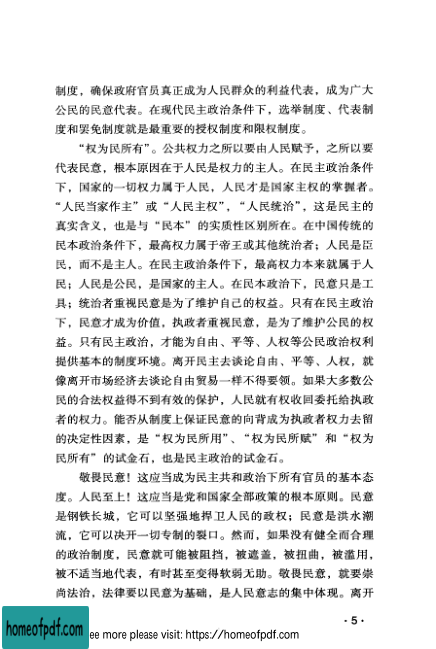 制度，确保政府官员真正成为人民群众的利益代表，成为广大
公民的民意代表。在现代民主政治条件下，选举制度、代表制
度和罢免制度就是最重要的授权制度和限权制度。
“权为民所有”。公共权力之所以要由人民赋予，之所以要
代表民意，根本原因在于人民是权力的主人。在民主政治条件
下，国家的一切权力属于人民，人民才是国家主权的掌握者。
“人民当家作主”或“人民主权”，“人民统治”，这是民主的
真实含义，也是与“民本”的实质性区别所在。在中国传统的
民本政治条件下，最高权力属于帝王或其他统治者；人民是臣
民，而不是主人。在民主政治条件下，最高权力本来就属于人
民；人民是公民，是国家的主人。在民本政治下，民意只是工
具；统治者重视民意是为了维护自己的权益。只有在民主政治
下，民意才成为价值，执政者重视民意，是为了维护公民的权
益。只有民主政治，才能为自由、平等、人权等公民政治权利
提供基本的制度环境。离开民主去谈论自由、平等、人权，就
像离开市场经济去谈论自由贸易一样不得要领。如果大多数公
民的合法权益得不到有效的保护，人民就有权收回委托给执政
者的权力。能否从制度上保证民意的向背成为执政者权力去留
的决定性因素，是“权为民所用”、“权为民所赋”和“权为
民所有”的试金石，也是民主政治的试金石。
敬畏民意！这应当成为民主共和政治下所有官员的基本态
度。人民至上！这应当是党和国家全部政策的根本原则。民意
是钢铁长城，它可以坚强地捍卫人民的政权；民意是洪水潮
流，它可以决开一切专制的裂口。然而，如果没有健全而合理
的政治制度，民意就可能被阻挡，被遮盖，被扭曲，被滥用，
被不适当地代表，有时甚至变得软弱无助。敬畏民意，就要崇
尚法治，法律要以民意为基础，是人民意志的集中体现。离开
·5·
homeofpdf.com
ee more please visit: https://homeofpdf.com